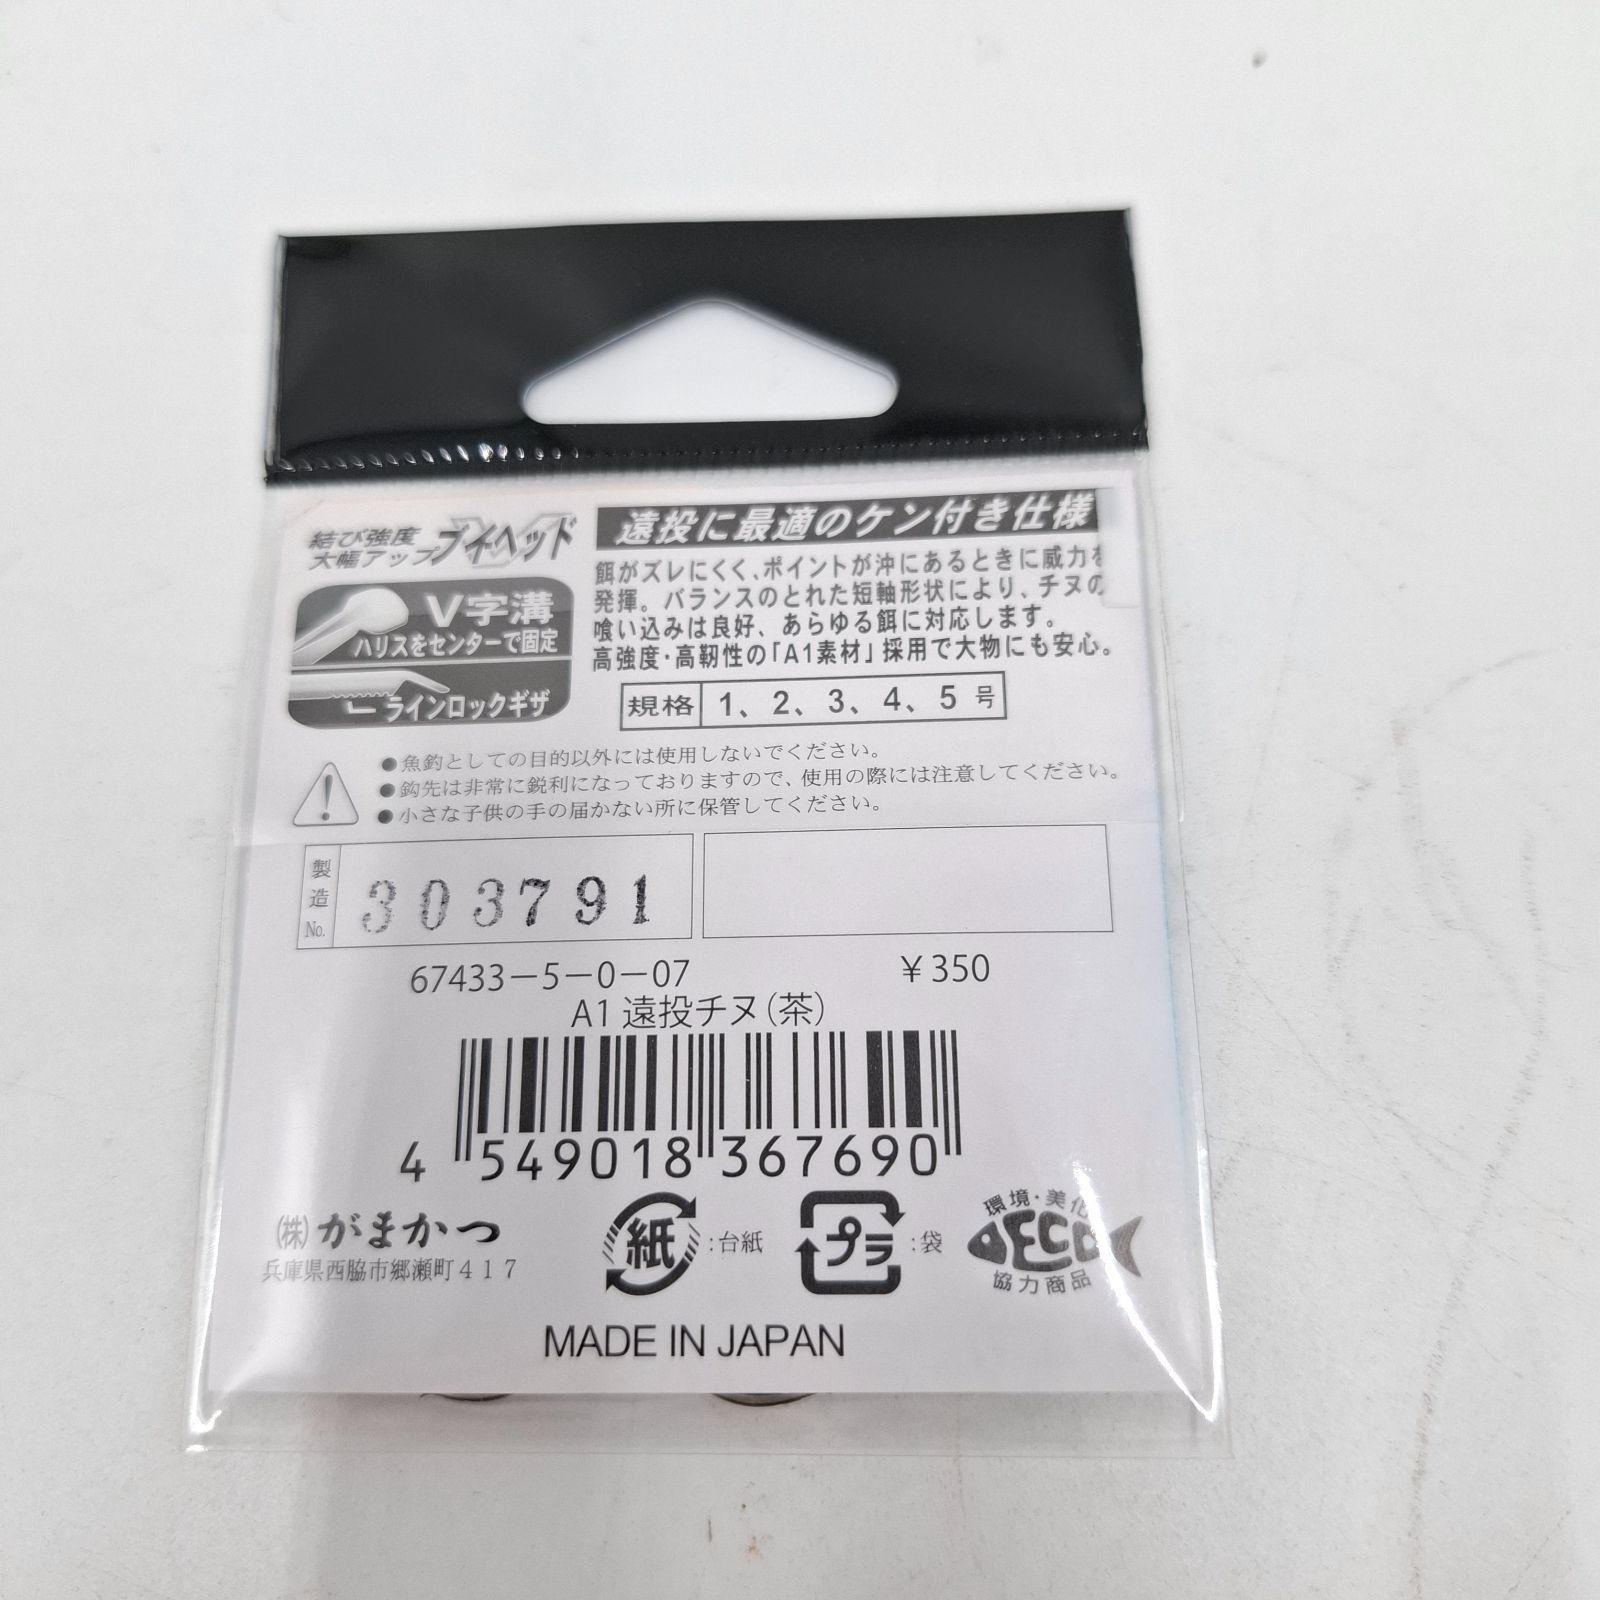 結び強度
大幅アップ ブイヘッド
V字溝
ハリスをセンターで固定
ラインロックギザ
遠投に最適のケン付き仕様
餌がズレにくく、ポイントが沖にあるときに威力を
発揮。バランスのとれた短軸形状により、チヌの
喰い込みは良好、あらゆる餌に対応します。
高強度・高靭性の「A1素材」採用で大物にも安心。
規格 1、2、3、4、5 号
●魚釣としての目的以外には使用しないでください。
●鈎先は非常に鋭利になっておりますので、使用の際には注意してください。
●小さな子供の手の届かない所に保管してください。
製造No. 303791
67433-5-0-07 ¥350
A1 遠投チヌ(茶)
4 549018 367690
(株)がまかつ
兵庫県西脇市郷瀬町417
紙 :台紙
プラ :袋
環境・美化
ECO
協力商品
MADE IN JAPAN